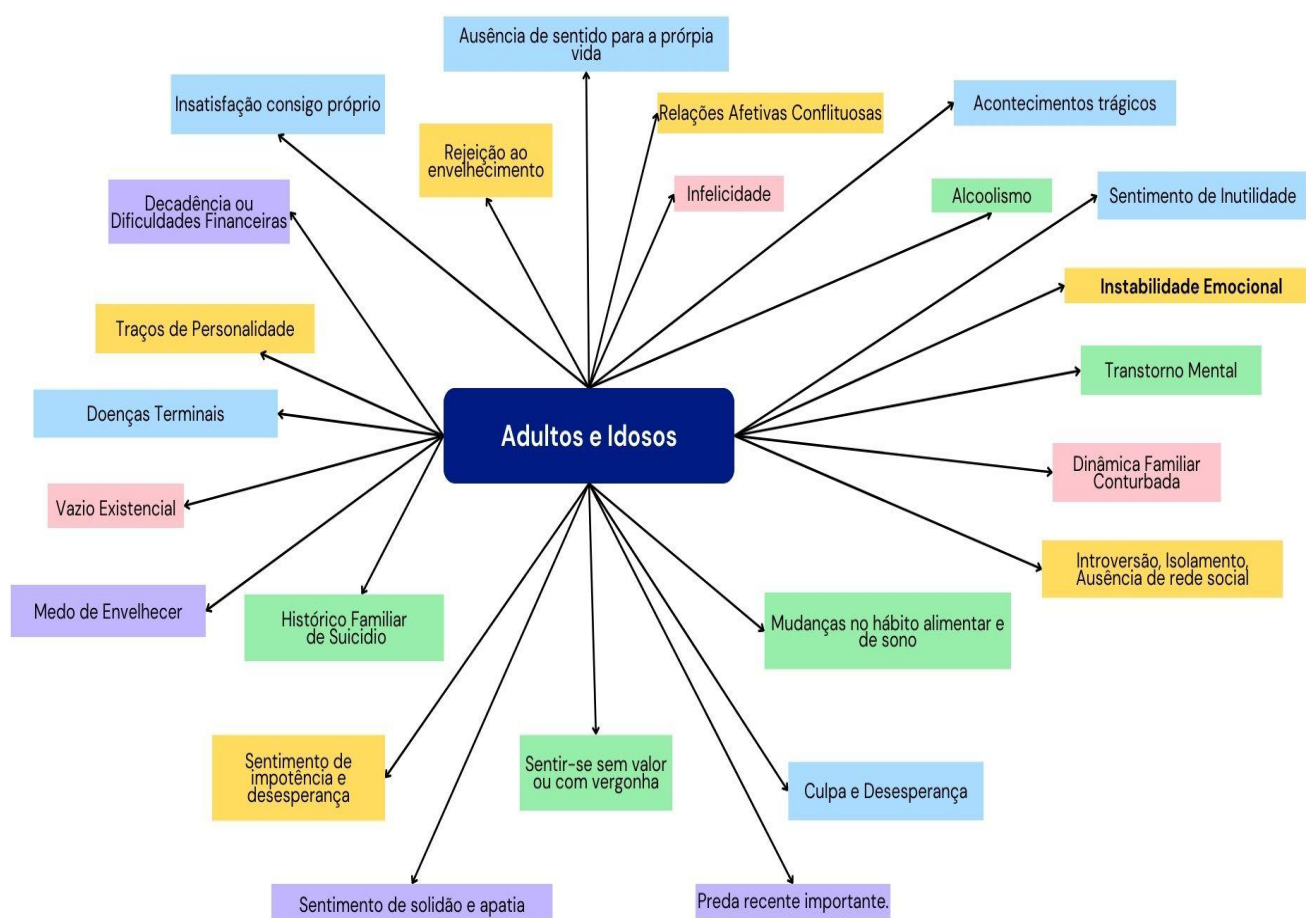 Ausência de sentido para a prórpia
vida
Insatisfação consigo próprio
Relações Afetivas Conflituosas
Acontecimentos trágicos
Rejeição ao
envelhecimento
Infelicidade
Alcoolismo
Sentimento de Inutilidade
Decadência ou
Dificuldades Financeiras
Instabilidade Emocional
Traços de Personalidade
Transtorno Mental
Doenças Terminais
Adultos e Idosos
Dinâmica Familiar
Conturbada
Vazio Existencial
Introversão, Isolamento,
Ausência de rede social
Medo de Envelhecer
Histórico Familiar
de Suicidio
Mudanças no hábito alimentar e
de sono
Sentimento de
impotência e
desesperança
Sentir-se sem valor
ou com vergonha
Culpa e Desesperança
Sentimento de solidão e apatia
Preda recente importante.